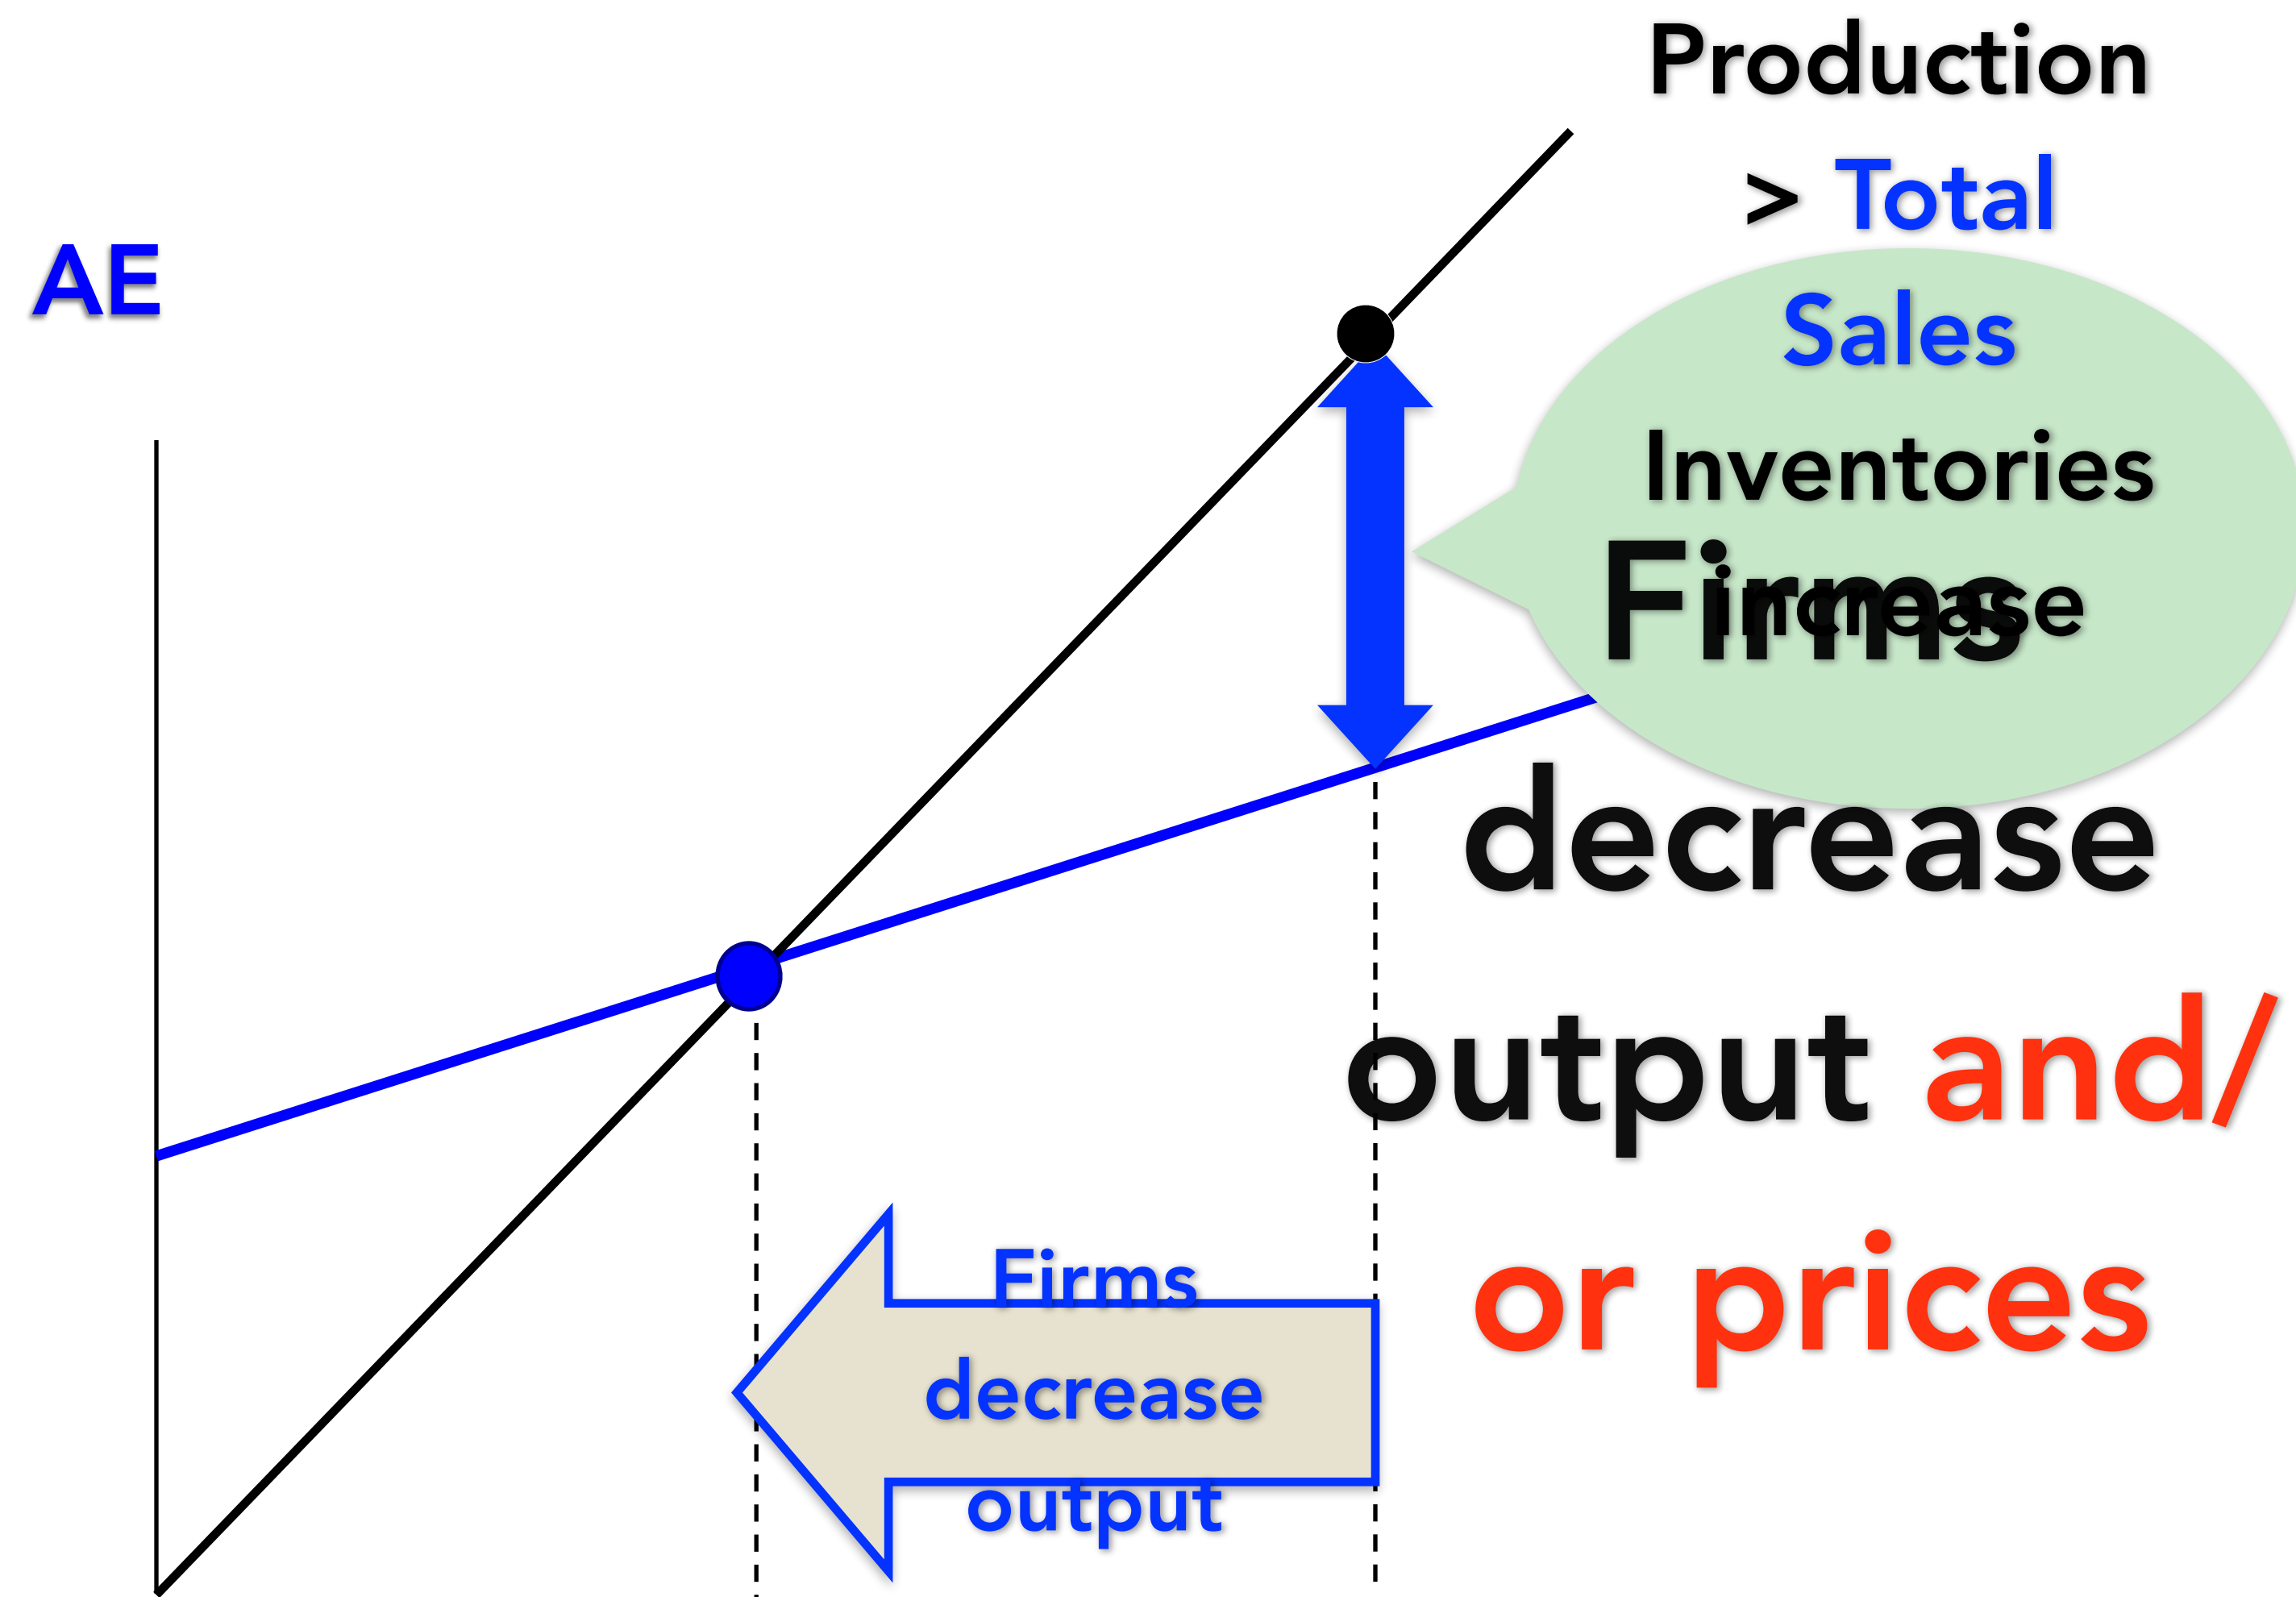 AE
Production
> Total
Sales
Inventories
increase
Firms
decrease
output and/
or prices
Firms
decrease
output